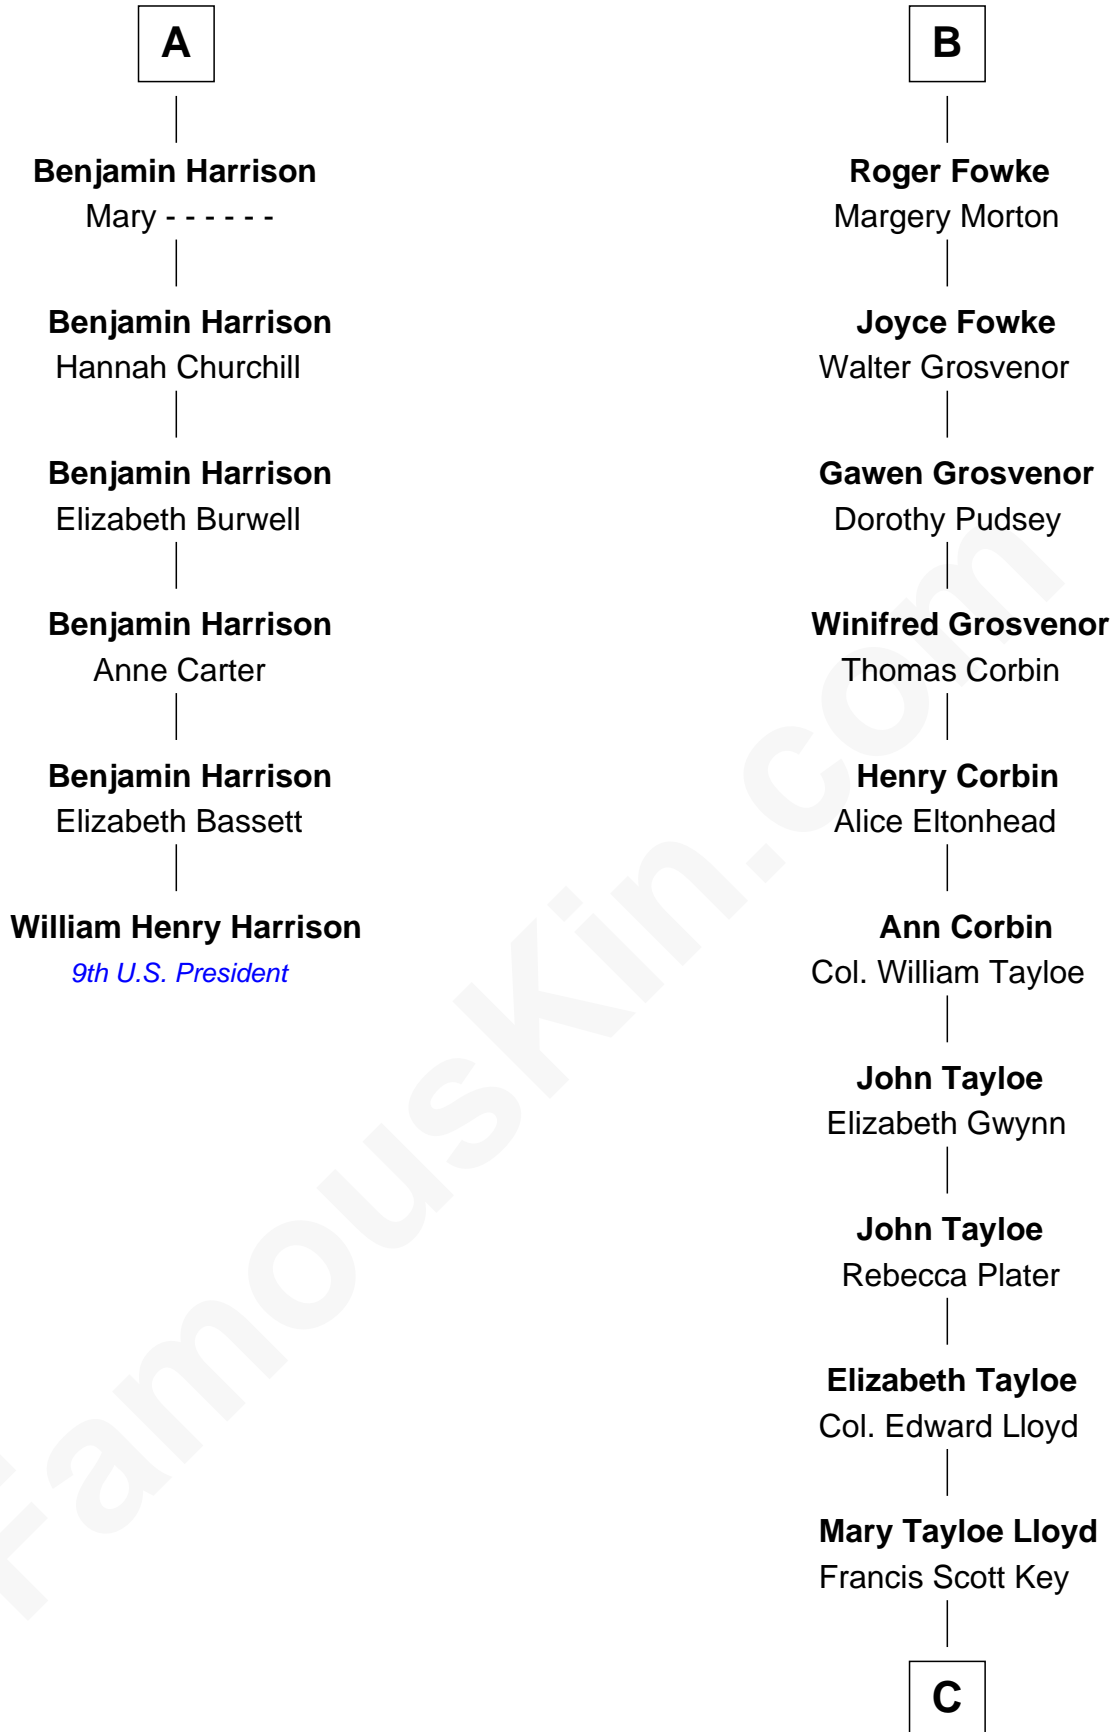 A
Benjamin Harrison
Mary - - - - - -
Benjamin Harrison
Hannah Churchill
Benjamin Harrison
Elizabeth Burwell
Benjamin Harrison
Anne Carter
Benjamin Harrison
Elizabeth Bassett
William Henry Harrison
9th U.S. President
B
Roger Fowke
Margery Morton
Joyce Fowke
Walter Grosvenor
Gawen Grosvenor
Dorothy Pudsey
Winifred Grosvenor
Thomas Corbin
Henry Corbin
Alice Eltonhead
Ann Corbin
Col. William Tayloe
John Tayloe
Elizabeth Gwynn
John Tayloe
Rebecca Plater
Elizabeth Tayloe
Col. Edward Lloyd
Mary Tayloe Lloyd
Francis Scott Key
C
FamousKin.com